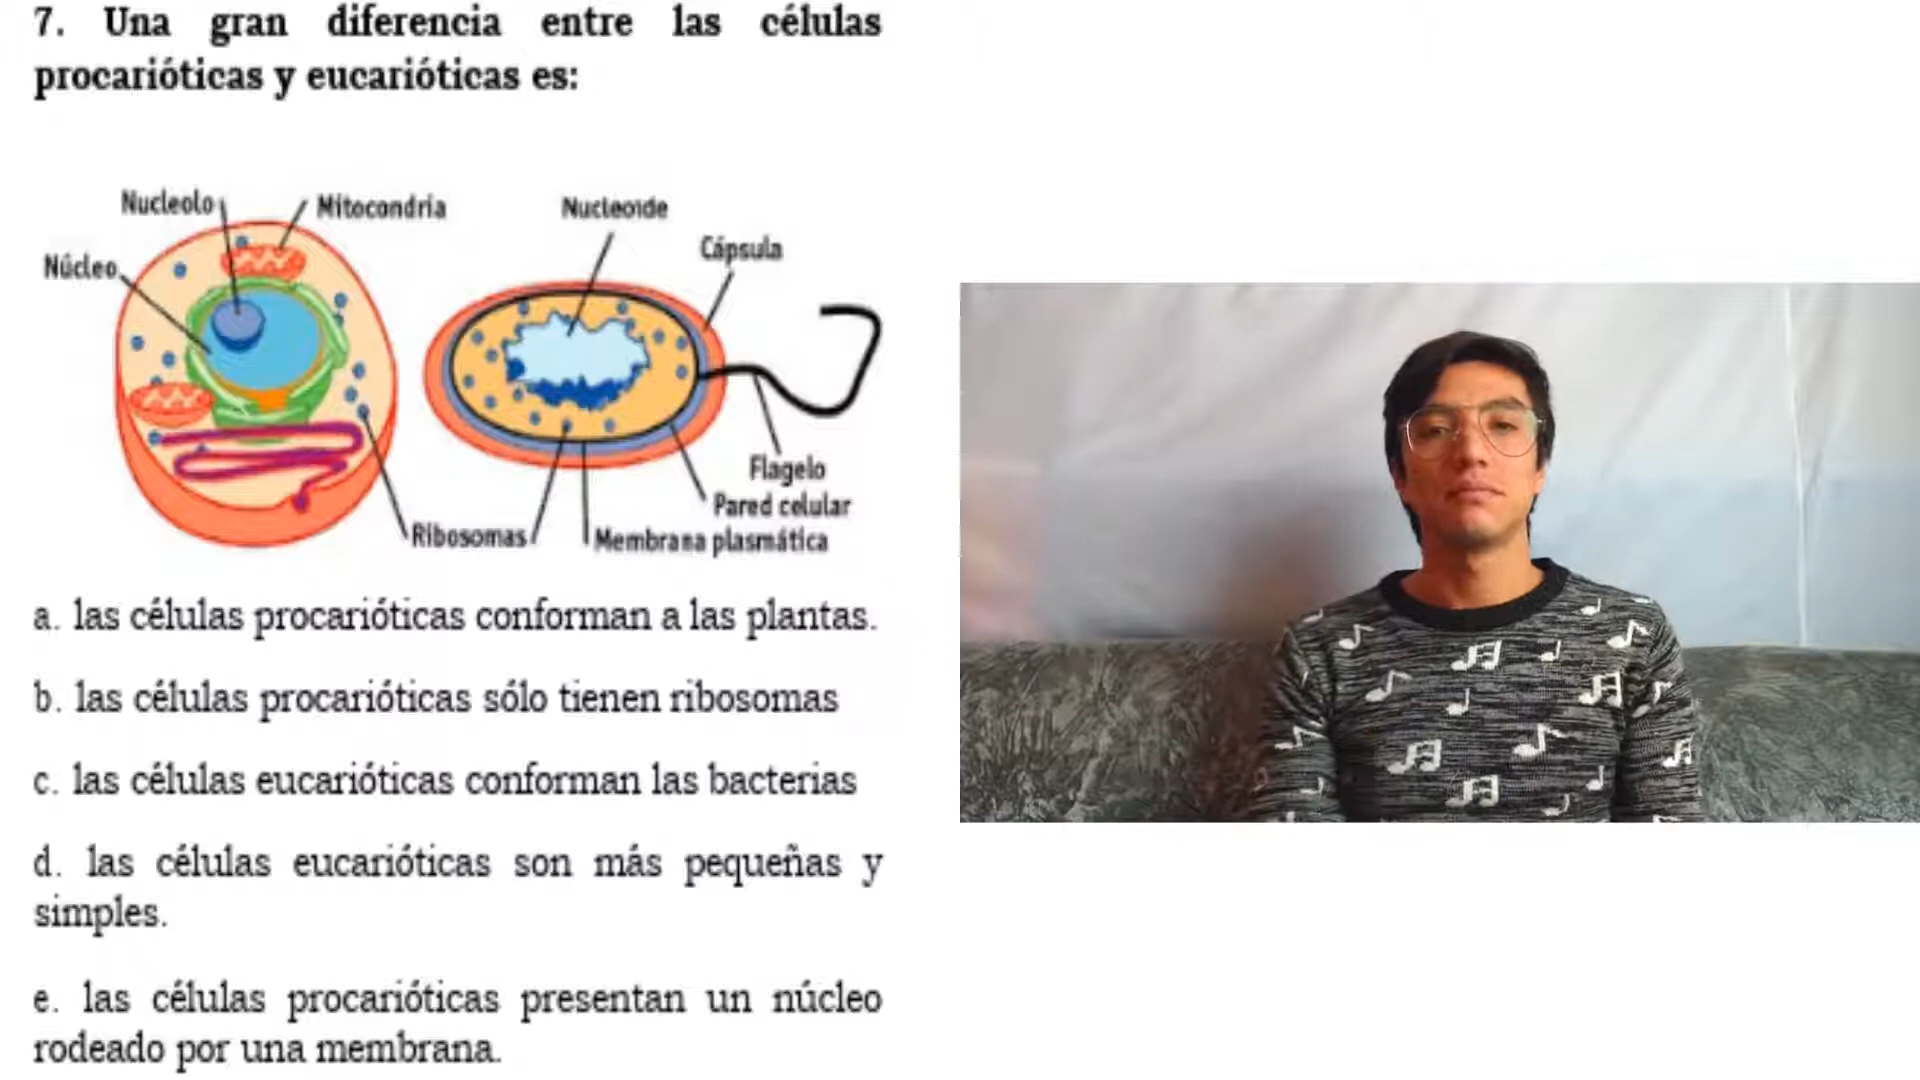 7. Una gran diferencia entre las células
procarióticas y eucarióticas es:
Nucleolo
Mitocondria
Nucleoide
Cápsula
Núcleo
Flagelo
Pared celular
Ribosomas
Membrana plasmática
a. las células procarióticas conforman a las plantas.
b. las células procarióticas sólo tienen ribosomas
c. las células eucarióticas conforman las bacterias
d. las células eucarióticas son más pequeñas y
simples.
e. las células procarióticas presentan un núcleo
rodeado por una membrana.